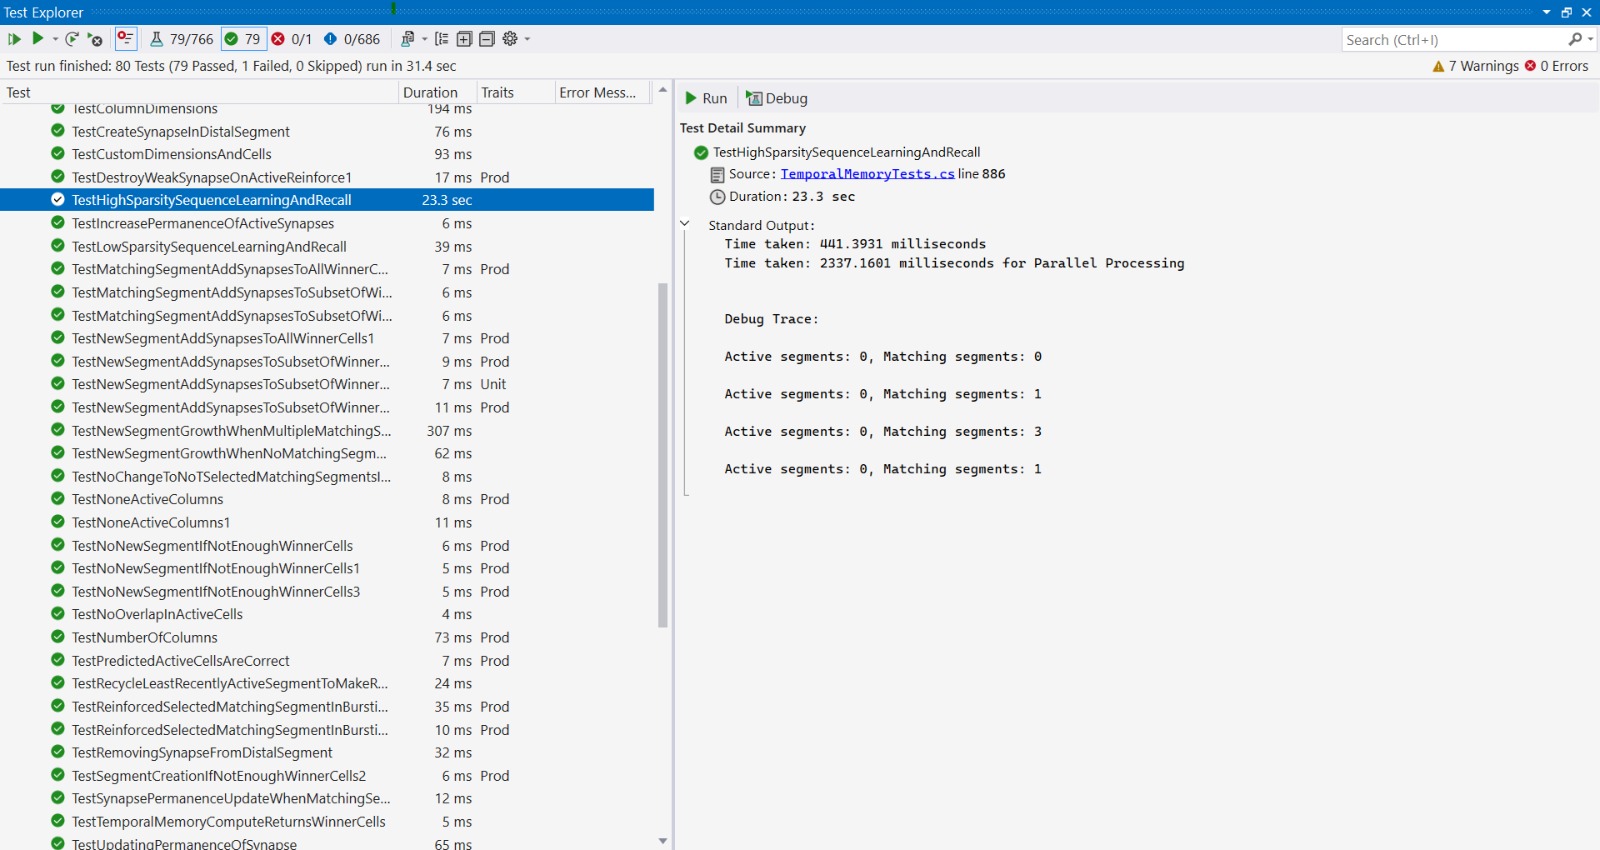 Test Explorer
79/766 79 0/1 0/686 Search (Ctrl+I)
Test run finished: 80 Tests (79 Passed, 1 Failed, 0 Skipped) run in 31.4 sec 7 Warnings 0 Errors
Test Duration Traits Error Mess...
TestColumnDimensions 194 ms
TestCreateSynapseInDistalSegment 76 ms
TestCustomDimensionsAndCells 93 ms
TestDestroyWeakSynapseOnActiveReinforce1 17 ms Prod
TestHighSparsitySequenceLearningAndRecall 23.3 sec
TestIncreasePermanenceOfActiveSynapses 6 ms
TestLowSparsitySequenceLearningAndRecall 39 ms
TestMatchingSegmentAddSynapsesToAllWinnerC... 7 ms Prod
TestMatchingSegmentAddSynapsesToSubsetOfWi... 6 ms
TestMatchingSegmentAddSynapsesToSubsetOfWi... 6 ms
TestNewSegmentAddSynapsesToAllWinnerCells1 7 ms Prod
TestNewSegmentAddSynapsesToSubsetOfWinner... 9 ms Prod
TestNewSegmentAddSynapsesToSubsetOfWinner... 7 ms Unit
TestNewSegmentAddSynapsesToSubsetOfWinner... 11 ms Prod
TestNewSegmentGrowthWhenMultipleMatchingS... 307 ms
TestNewSegmentGrowthWhenNoMatchingSegm... 62 ms
TestNoChangeToNoTSelectedMatchingSegmentsI... 8 ms
TestNoneActiveColumns 8 ms Prod
TestNoneActiveColumns1 11 ms
TestNoNewSegmentIfNotEnoughWinnerCells 6 ms Prod
TestNoNewSegmentIfNotEnoughWinnerCells1 5 ms Prod
TestNoNewSegmentIfNotEnoughWinnerCells3 5 ms Prod
TestNoOverlapInActiveCells 4 ms
TestNumberOfColumns 73 ms Prod
TestPredictedActiveCellsAreCorrect 7 ms Prod
TestRecycleLeastRecentlyActiveSegmentToMakeR... 24 ms
TestReinforcedSelectedMatchingSegmentInBursti... 35 ms Prod
TestReinforcedSelectedMatchingSegmentInBursti... 10 ms Prod
TestRemovingSynapseFromDistalSegment 32 ms
TestSegmentCreationIfNotEnoughWinnerCells2 6 ms Prod
TestSynapsePermanenceUpdateWhenMatchingSe... 12 ms
TestTemporalMemoryComputeReturnsWinnerCells 5 ms
TestUpdatingPermanenceOfSynapse 65 ms
Run Debug
Test Detail Summary
TestHighSparsitySequenceLearningAndRecall
Source: TemporalMemoryTests.cs line 886
Duration: 23.3 sec
Standard Output:
Time taken: 441.3931 milliseconds
Time taken: 2337.1601 milliseconds for Parallel Processing
Debug Trace:
Active segments: 0, Matching segments: 0
Active segments: 0, Matching segments: 1
Active segments: 0, Matching segments: 3
Active segments: 0, Matching segments: 1